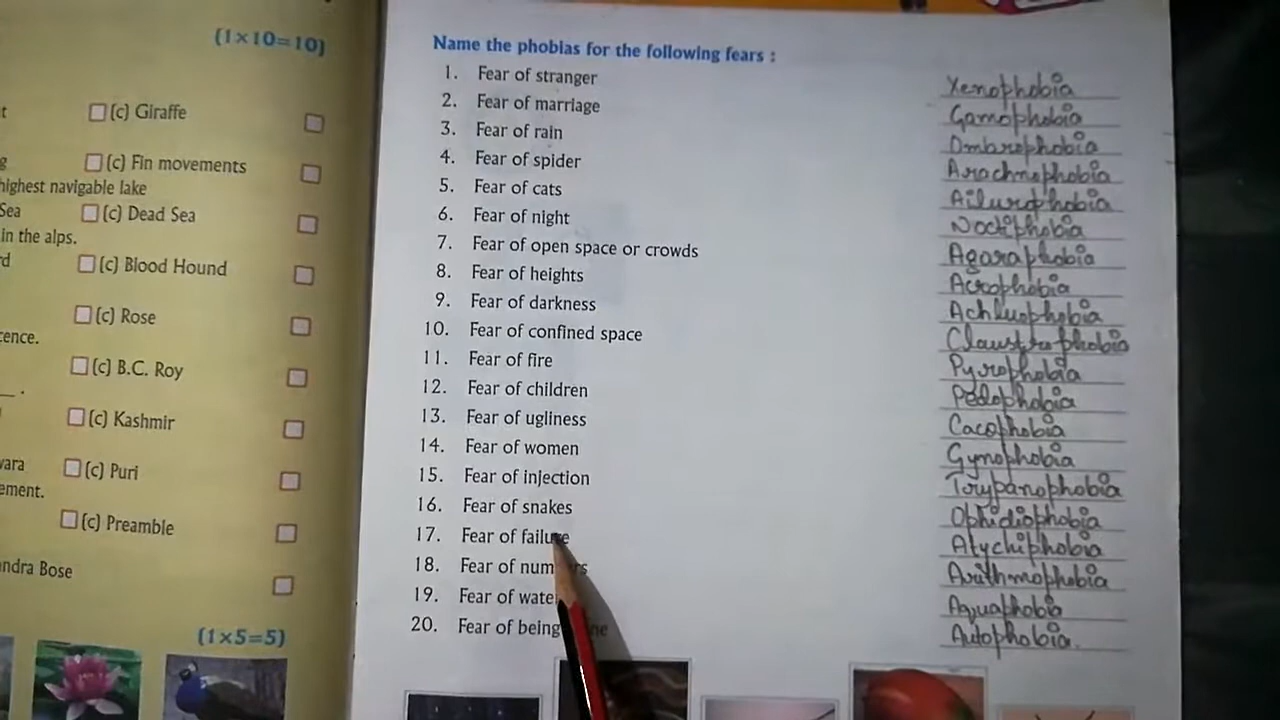 (1×10=10)
t
(c) Giraffe
g
(c) Fin movements
highest navigable lake
Sea
(c) Dead Sea
in the alps.
rd
(c) Blood Hound
(c) Rose
cence.
(c) B.C. Roy
(c) Kashmir
vara
(c) Puri
ement.
(c) Preamble
ndra Bose
(1×5=5)
Name the phobias for the following fears :
1. Fear of stranger Xenophobia
2. Fear of marriage Gamophobia
3. Fear of rain Ombrophobia
4. Fear of spider Arachnophobia
5. Fear of cats Ailurophobia
6. Fear of night Noctiphobia
7. Fear of open space or crowds Agaraphobia
8. Fear of heights Acrophobia
9. Fear of darkness Achluophobia
10. Fear of confined space Claustrophobia
11. Fear of fire Pyrophobia
12. Fear of children Pedophobia
13. Fear of ugliness Cacophobia
14. Fear of women Gynophobia
15. Fear of injection Torypanophobia
16. Fear of snakes Ophidiophobia
17. Fear of failure Atychiphobia
18. Fear of Arithmophobia
19. Fear of Aquaphobia
20. Fear of being Autophobia.